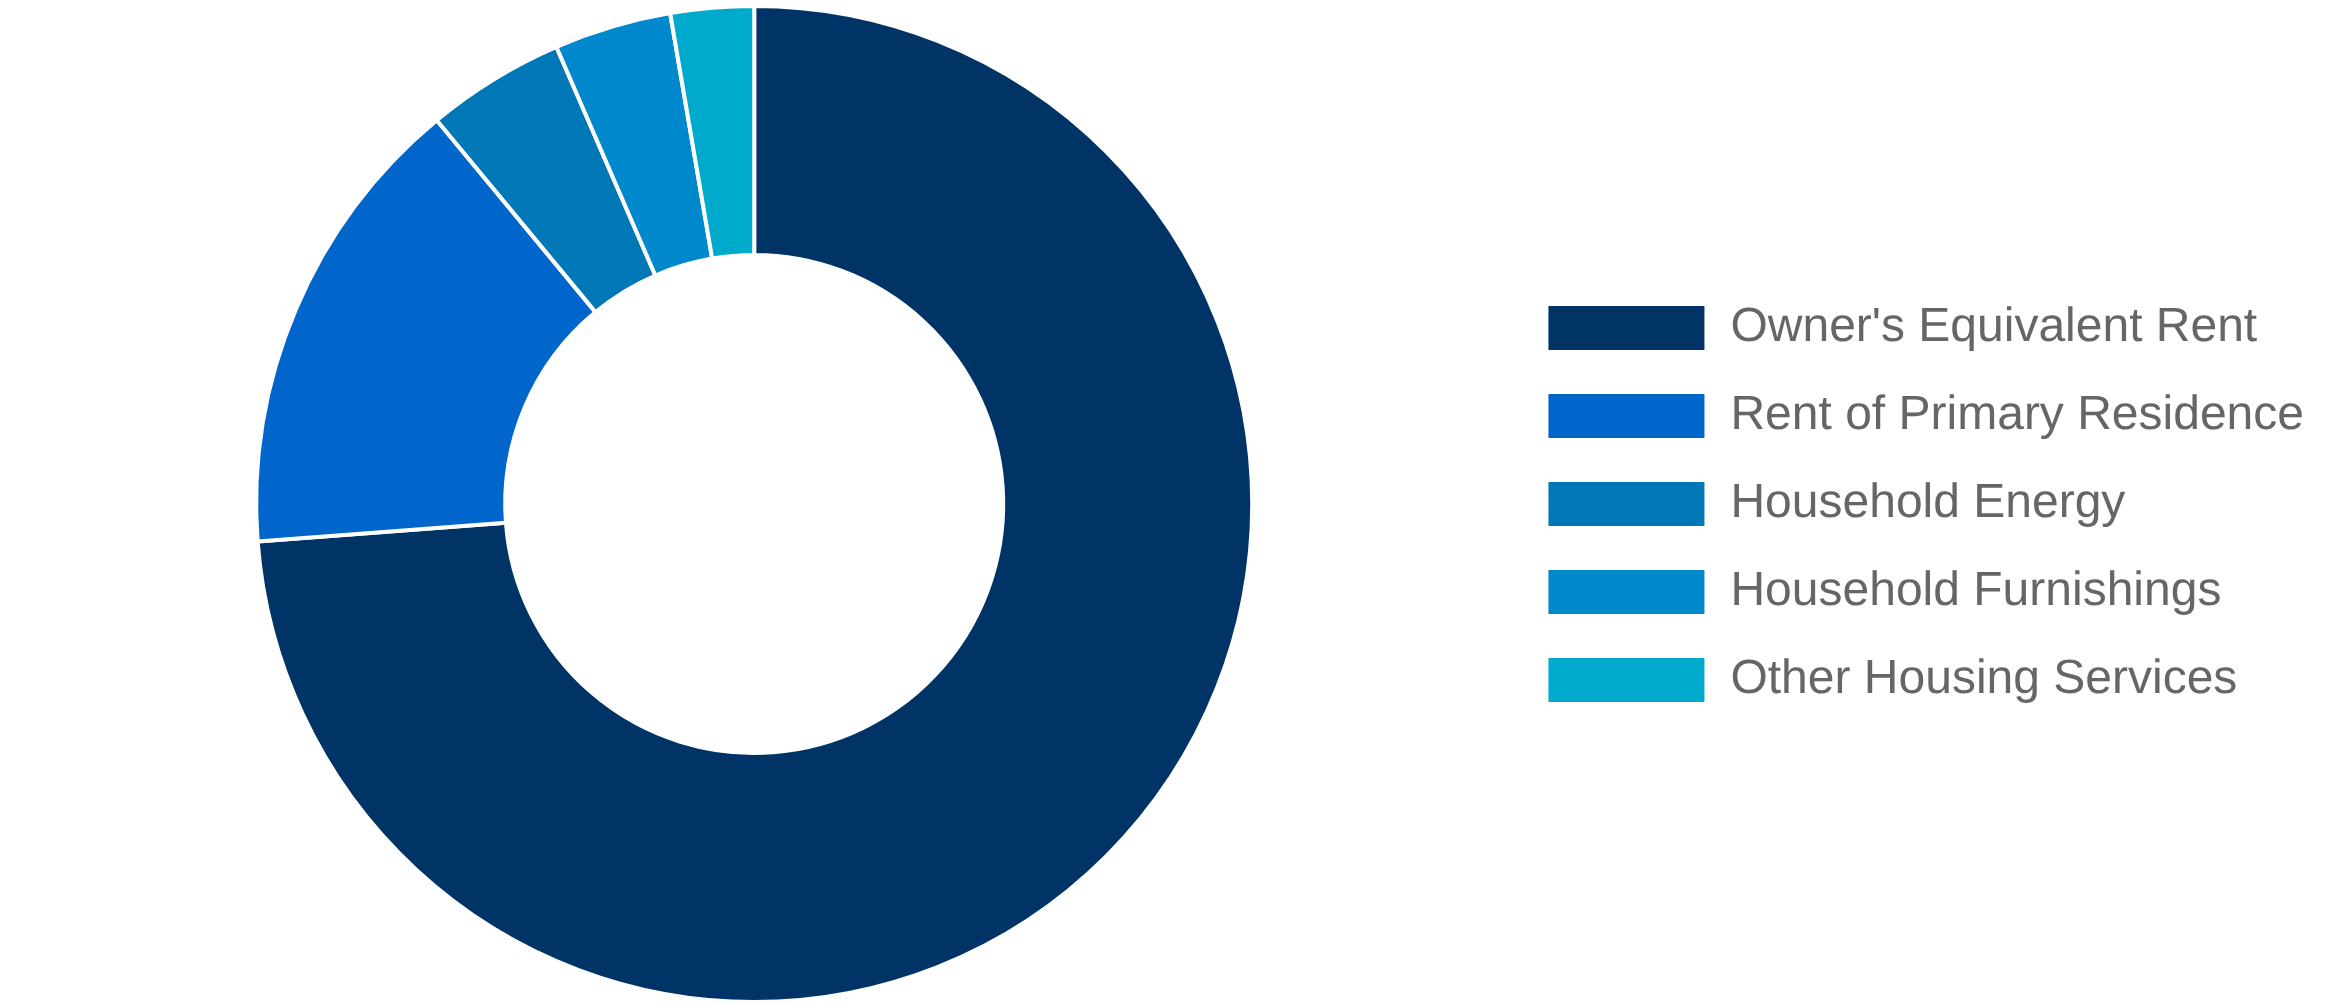 Owner's Equivalent Rent
Rent of Primary Residence
Household Energy
Household Furnishings
Other Housing Services